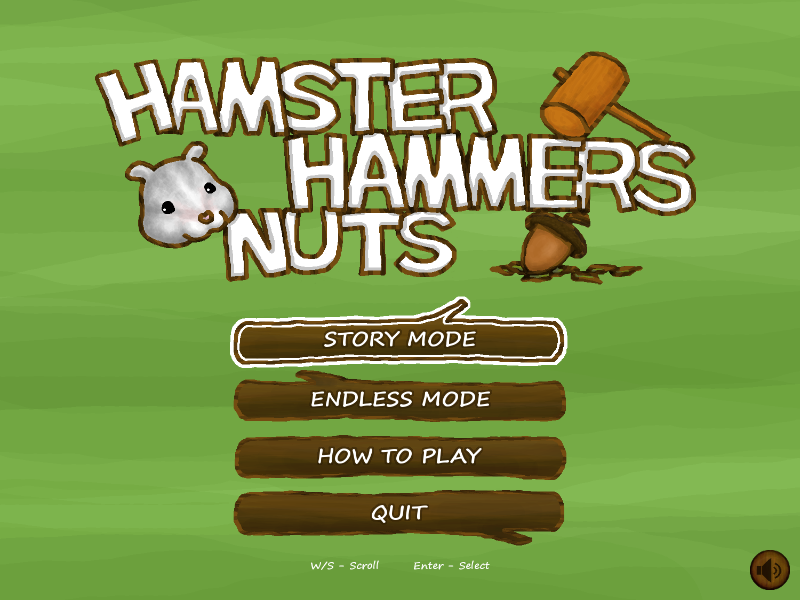 HAMSTER
HAMMERS
NUTS
STORY MODE
ENDLESS MODE
HOW TO PLAY
QUIT
W/S - Scroll Enter - Select